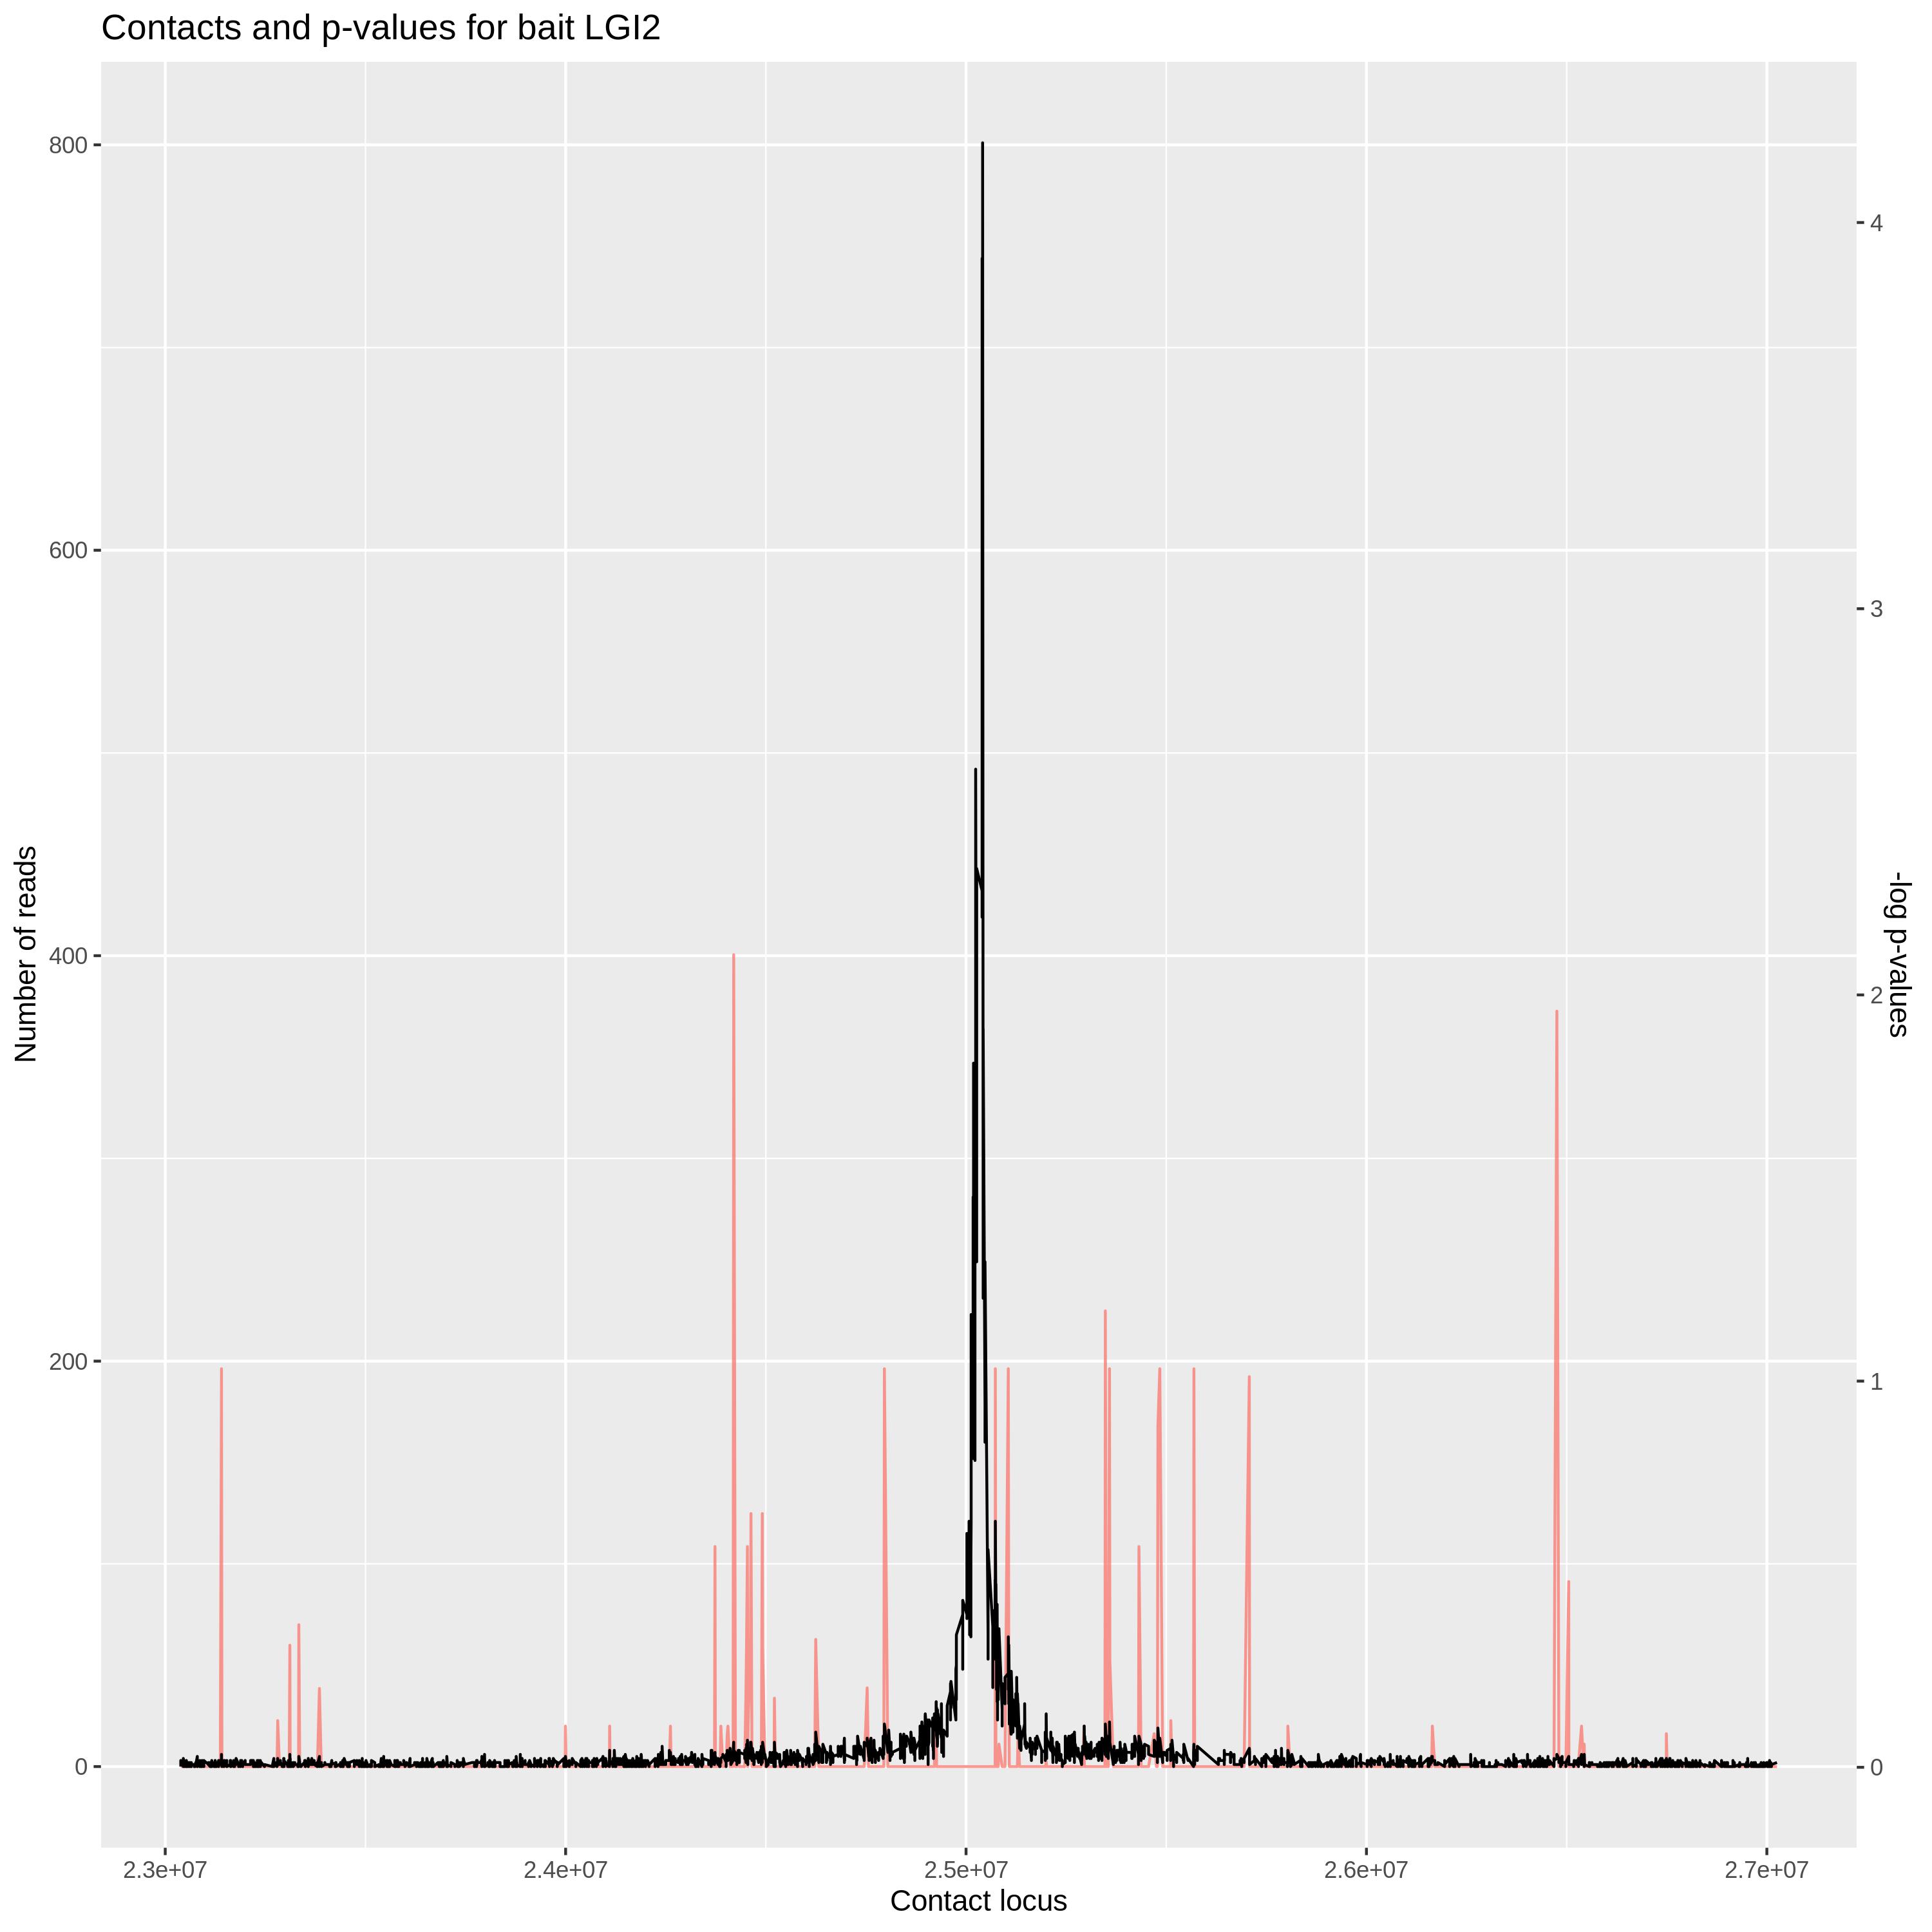 Contacts and p-values for bait LGI2
800
600
400
200
0
Number of reads
4
3
2
1
0
-log p-values
2.3e+07 2.4e+07 2.5e+07 2.6e+07 2.7e+07
Contact locus